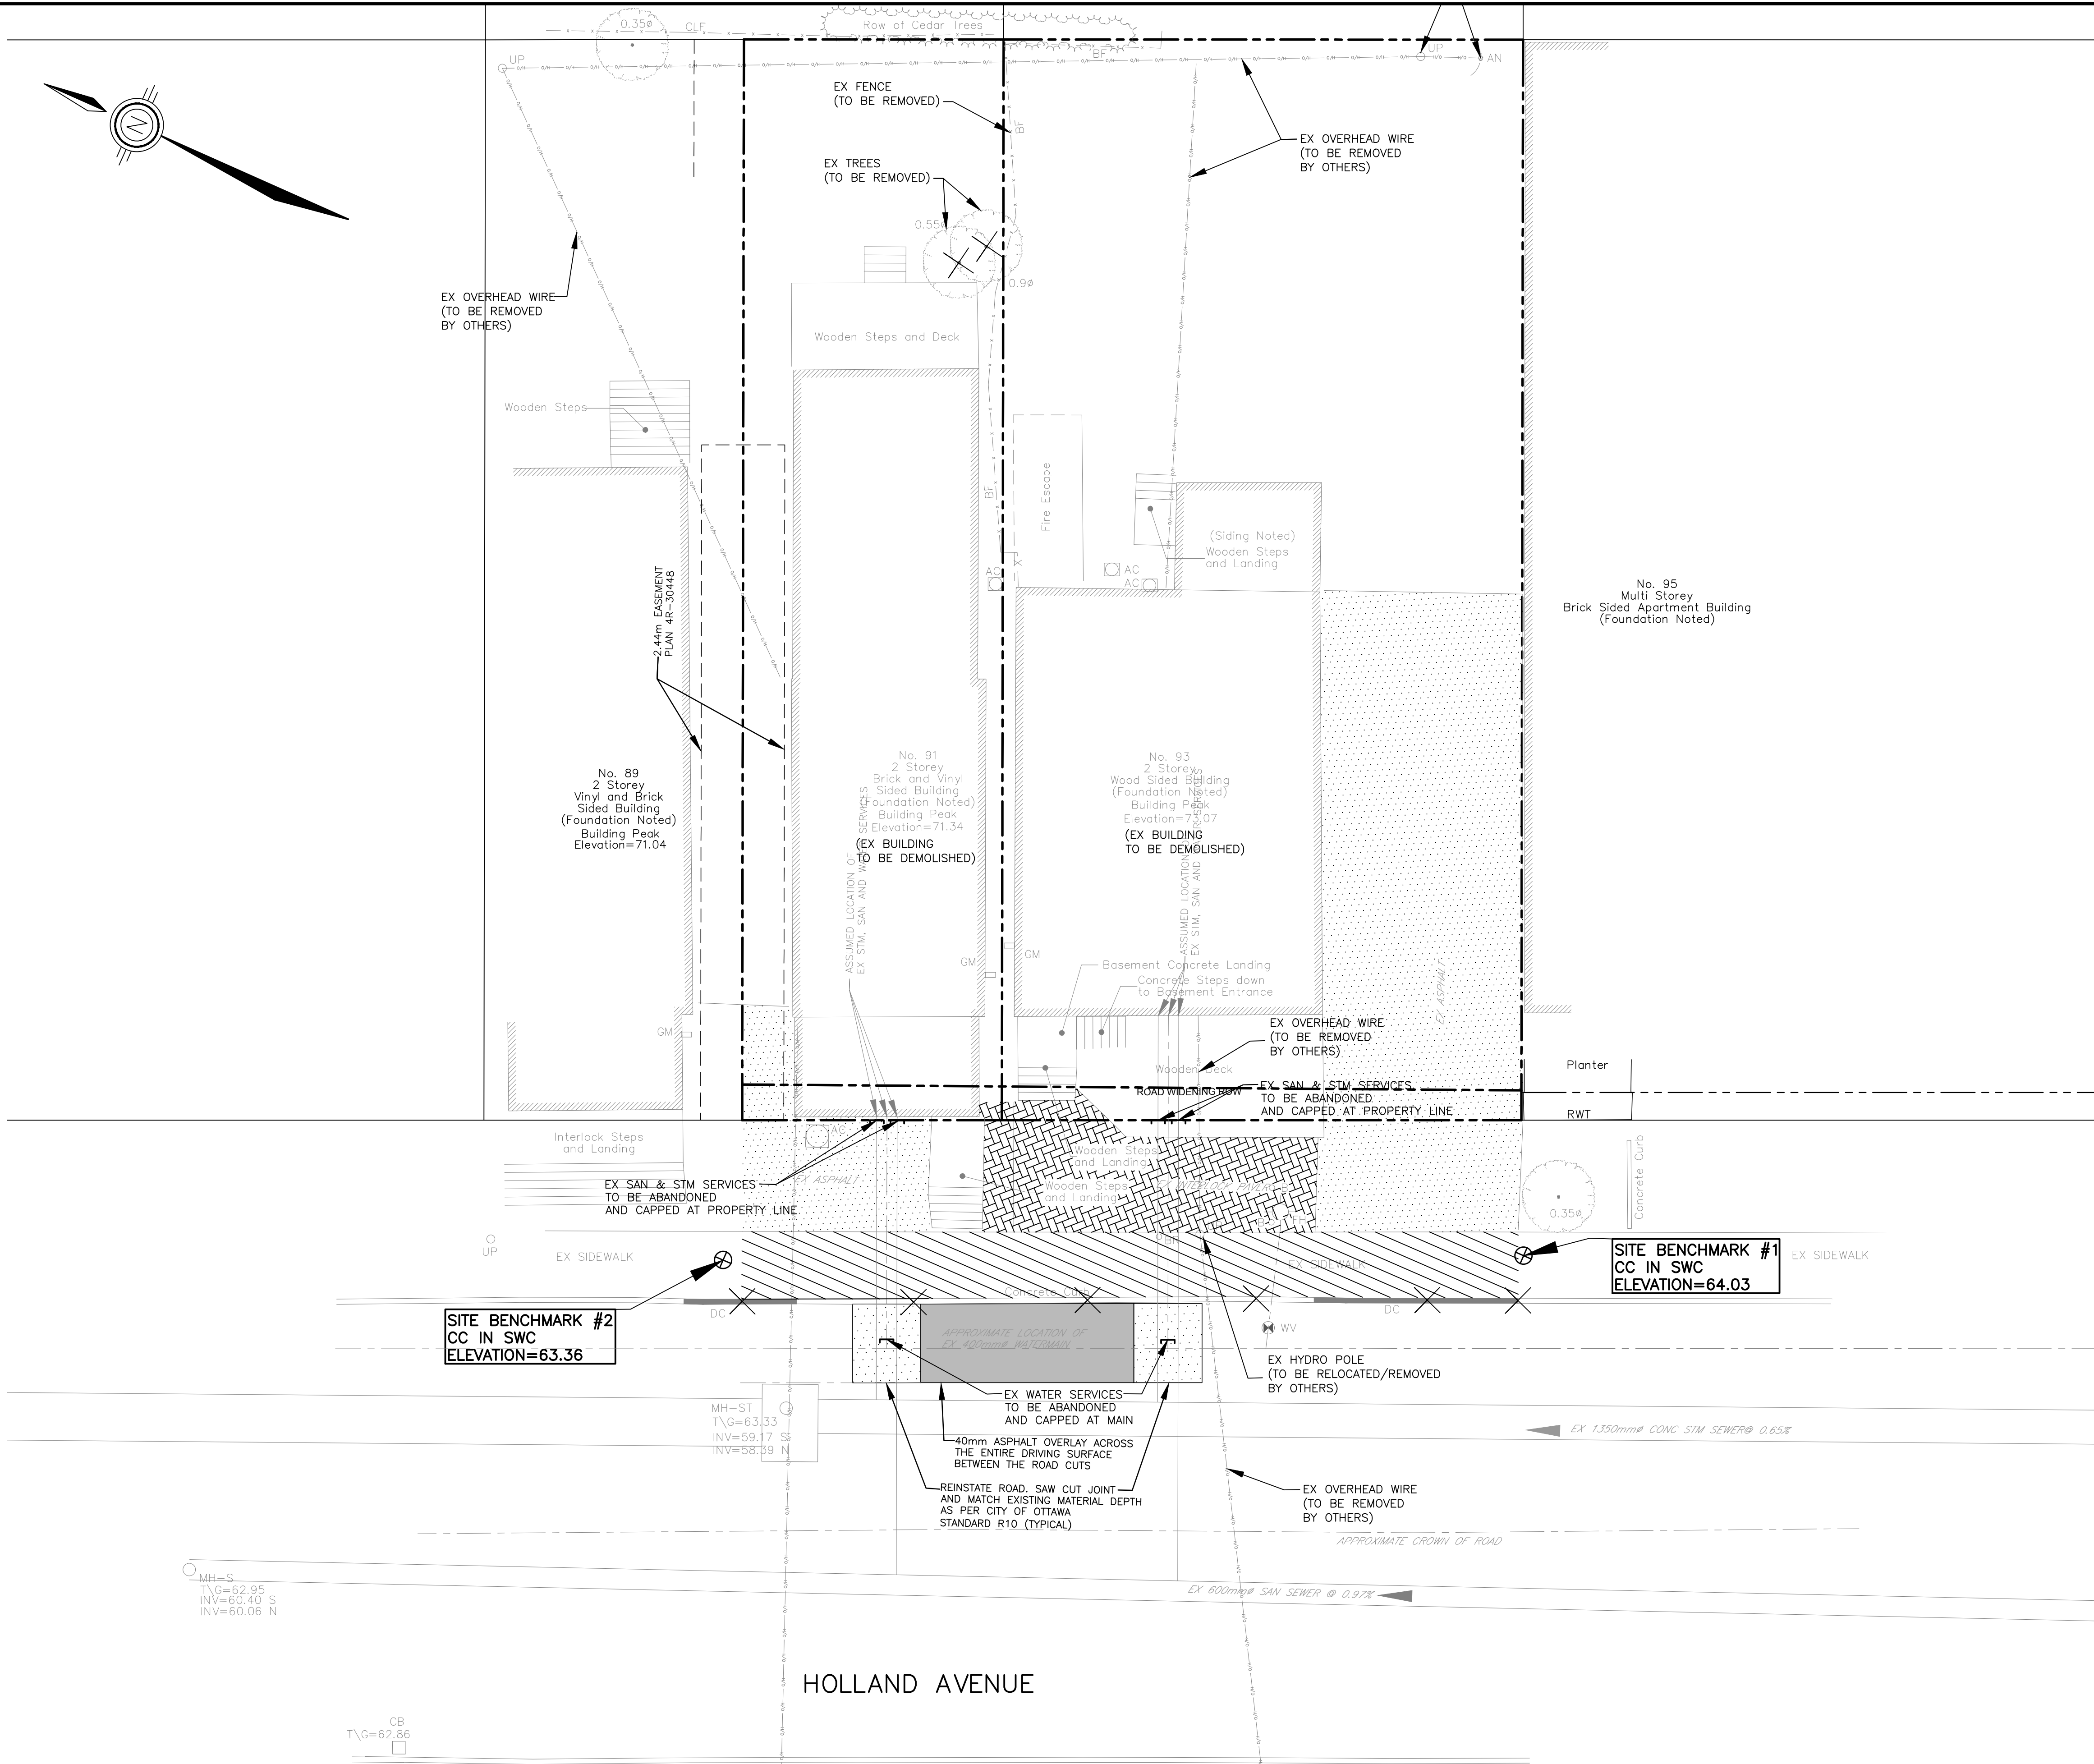 0.35ø
CLF
Row of Cedar Trees
UP
BF
UP
AN
EX FENCE
(TO BE REMOVED)
BF
EX OVERHEAD WIRE
(TO BE REMOVED
BY OTHERS)
N
EX TREES
(TO BE REMOVED)
0.55ø
0.9ø
EX OVERHEAD WIRE
(TO BE REMOVED
BY OTHERS)
Wooden Steps and Deck
Wooden Steps
BF
Fire Escape
(Siding Noted)
Wooden Steps
and Landing
AC
AC
AC
X
2.44m EASEMENT
PLAN 4R-30448
No. 95
Multi Storey
Brick Sided Apartment Building
(Foundation Noted)
No. 89
2 Storey
Vinyl and Brick
Sided Building
(Foundation Noted)
Building Peak
Elevation=71.04
No. 91
2 Storey
Brick and Vinyl
Sided Building
(Foundation Noted)
Building Peak
Elevation=71.34
(EX BUILDING
TO BE DEMOLISHED)
No. 93
2 Storey
Wood Sided Building
(Foundation Noted)
Building Peak
Elevation=73.07
(EX BUILDING
TO BE DEMOLISHED)
ASSUMED LOCATION OF
EX STM, SAN AND WATER SERVICES
ASSUMED LOCATION OF
EX STM, SAN AND WATER SERVICES
GM
GM
GM
Basement Concrete Landing
Concrete Steps down
to Basement Entrance
EX ASPHALT
EX OVERHEAD WIRE
(TO BE REMOVED
BY OTHERS)
Wooden Deck
ROAD WIDENING ROW
EX SAN & STM SERVICES
TO BE ABANDONED
AND CAPPED AT PROPERTY LINE
Planter
RWT
Interlock Steps
and Landing
AC
EX ASPHALT
EX SAN & STM SERVICES
TO BE ABANDONED
AND CAPPED AT PROPERTY LINE
Wooden Steps
and Landing
Wooden Steps
and Landing
EX INTERLOCK PAVERS
Concrete Curb
0.35ø
UP
EX SIDEWALK
EX SIDEWALK
EX SIDEWALK
SITE BENCHMARK #1
CC IN SWC
ELEVATION=64.03
SITE BENCHMARK #2
CC IN SWC
ELEVATION=63.36
Concrete Curb
DC
DC
WV
APPROXIMATE LOCATION OF
EX 400mmø WATERMAIN
EX HYDRO POLE
(TO BE RELOCATED/REMOVED
BY OTHERS)
EX WATER SERVICES
TO BE ABANDONED
AND CAPPED AT MAIN
MH-ST
T\G=63.33
INV=59.17 S
INV=58.39 N
40mm ASPHALT OVERLAY ACROSS
THE ENTIRE DRIVING SURFACE
BETWEEN THE ROAD CUTS
EX 1350mmø CONC STM SEWER@ 0.65%
REINSTATE ROAD. SAW CUT JOINT
AND MATCH EXISTING MATERIAL DEPTH
AS PER CITY OF OTTAWA
STANDARD R10 (TYPICAL)
EX OVERHEAD WIRE
(TO BE REMOVED
BY OTHERS)
APPROXIMATE CROWN OF ROAD
MH-S
T\G=62.95
INV=60.40 S
INV=60.06 N
EX 600mmø SAN SEWER @ 0.97%
HOLLAND AVENUE
CB
T\G=62.86